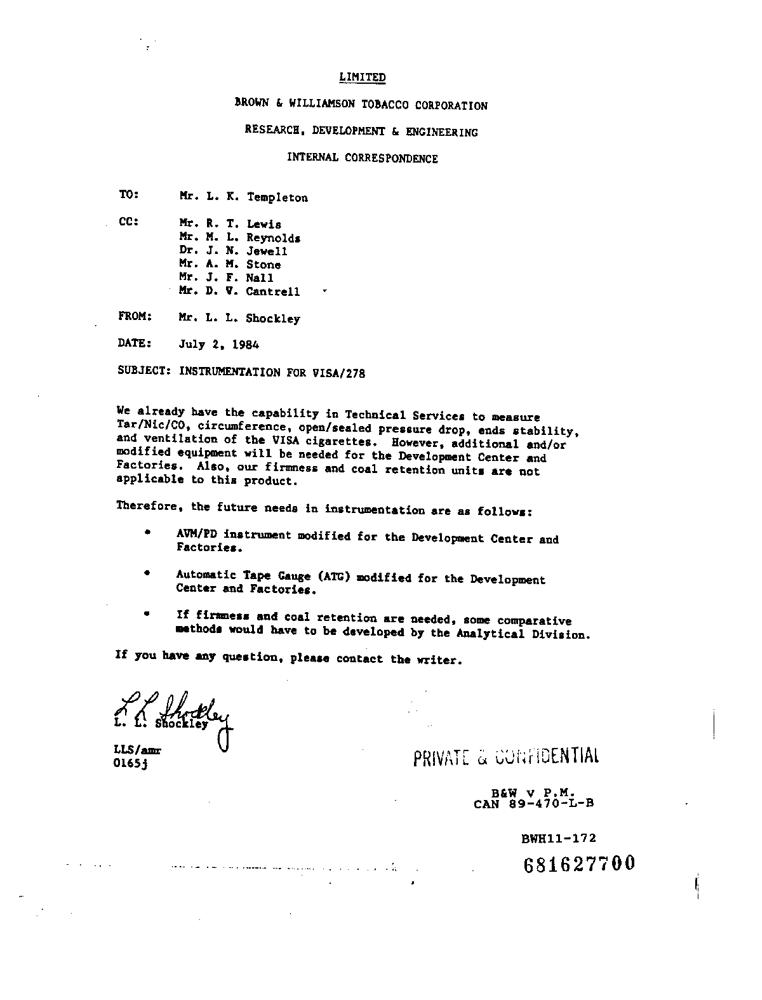 LIMITED
BROWN & WILLIAMSON TOBACCO CORPORATION
RESEARCH, DEVELOPMENT & ENGINEERING
INTERNAL CORRESPONDENCE
TO: Mr. L. K. Templeton
CC: Mr. R. T. Lewis
Mr. M. L. Reynolds
Dr. J. N. Jewell
Mr. A. M. Stone
Mr. J. F. Nall
Mr. D. V. Cantrell
FROM: Mr. L. L. Shockley
DATE: July 2, 1984
SUBJECT: INSTRUMENTATION FOR VISA/278
We already have the capability in Technical Services to measure
Tar/Nic/CO, circumference, open/sealed pressure drop, ends stability,
and ventilation of the VISA cigarettes. However, additional and/or
modified equipment will be needed for the Development Center and
Factories. Also, our firmness and coal retention units are not
applicable to this product.
Therefore, the future needs in instrumentation are as follows:
• AVM/PD instrument modified for the Development Center and
Factories.
• Automatic Tape Gauge (ATG) modified for the Development
Center and Factories.
• If firmness and coal retention are needed, some comparative
methods would have to be developed by the Analytical Division.
If you have any question, please contact the writer.
L L Shockley
L. L. Shockley
LLS/amr
0165j
PRIVATE & CONFIDENTIAL
B&W v P.M.
CAN 89-470-L-B
BWH11-172
681627700